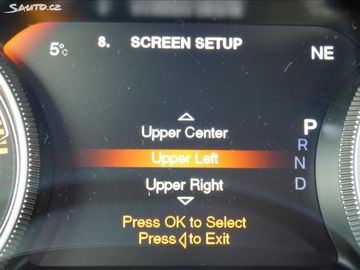 SAUTO.CZ
5°C
8. SCREEN SETUP
NE
Upper Center
Upper Left
Upper Right
P
R
N
D
Press OK to Select
Press ◁ to Exit